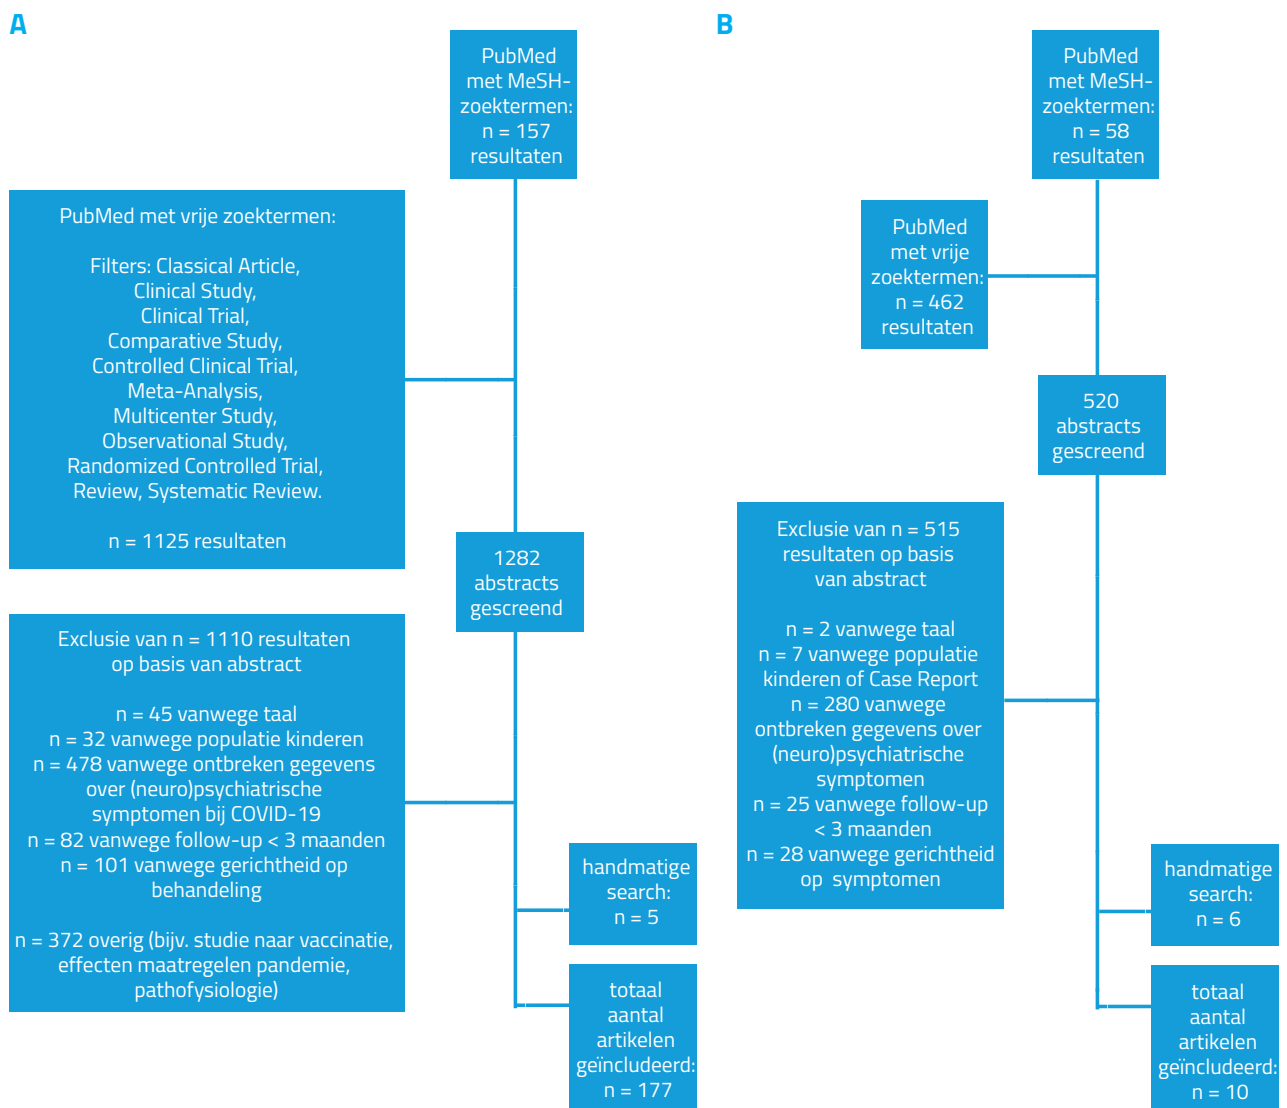 A
PubMed
met MeSH-
zoektermen:
n = 157
resultaten
PubMed met vrije zoektermen:
Filters: Classical Article,
Clinical Study,
Clinical Trial,
Comparative Study,
Controlled Clinical Trial,
Meta-Analysis,
Multicenter Study,
Observational Study,
Randomized Controlled Trial,
Review, Systematic Review.
n = 1125 resultaten
1282
abstracts
gescreend
Exclusie van n = 1110 resultaten
op basis van abstract
n = 45 vanwege taal
n = 32 vanwege populatie kinderen
n = 478 vanwege ontbreken gegevens
over (neuro)psychiatrische
symptomen bij COVID-19
n = 82 vanwege follow-up < 3 maanden
n = 101 vanwege gerichtheid op
behandeling
n = 372 overig (bijv. studie naar vaccinatie,
effecten maatregelen pandemie,
pathofysiologie)
handmatige
search:
n = 5
totaal
aantal
artikelen
geïncludeerd:
n = 177
B
PubMed
met MeSH-
zoektermen:
n = 58
resultaten
PubMed
met vrije
zoektermen:
n = 462
resultaten
520
abstracts
gescreend
Exclusie van n = 515
resultaten op basis
van abstract
n = 2 vanwege taal
n = 7 vanwege populatie
kinderen of Case Report
n = 280 vanwege
ontbreken gegevens over
(neuro)psychiatrische
symptomen
n = 25 vanwege follow-up
< 3 maanden
n = 28 vanwege gerichtheid
op symptomen
handmatige
search:
n = 6
totaal
aantal
artikelen
geïncludeerd:
n = 10